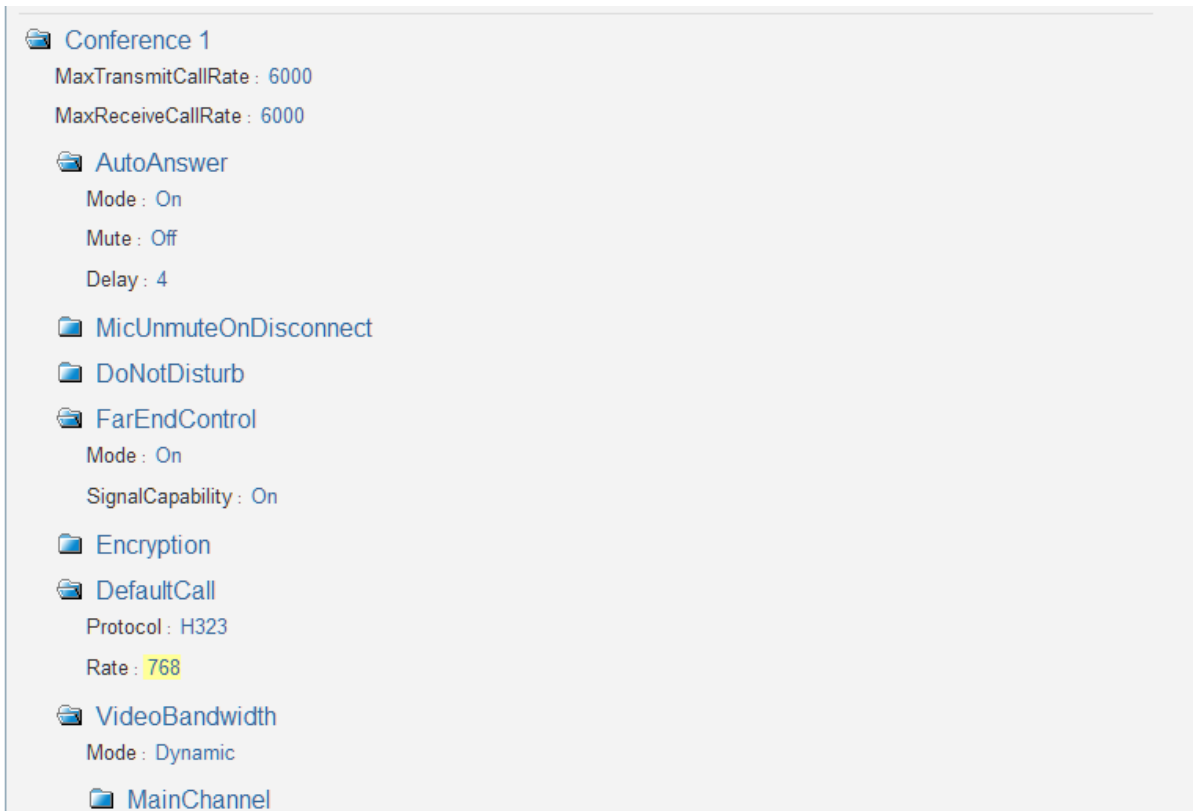 Conference 1
MaxTransmitCallRate : 6000
MaxReceiveCallRate : 6000
AutoAnswer
Mode : On
Mute : Off
Delay : 4
MicUnmuteOnDisconnect
DoNotDisturb
FarEndControl
Mode : On
SignalCapability : On
Encryption
DefaultCall
Protocol : H323
Rate : 768
VideoBandwidth
Mode : Dynamic
MainChannel